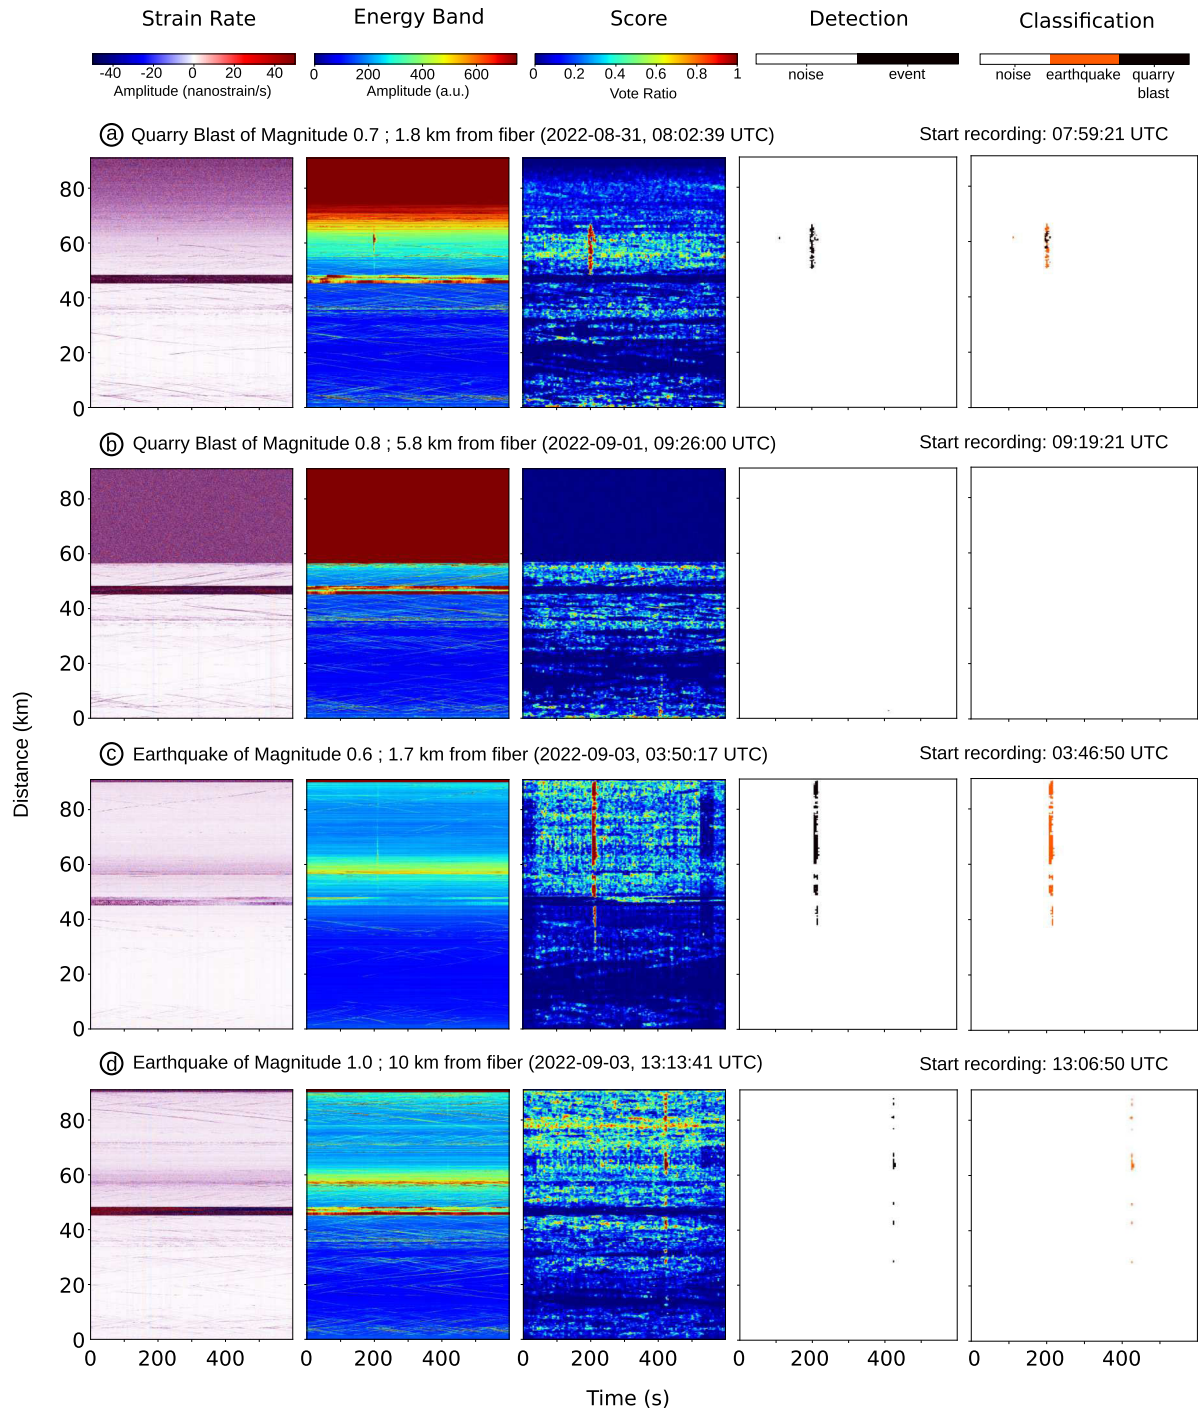 Strain Rate Energy Band Score Detection Classification
-40 -20 0 20 40 0 200 400 600 0 0.2 0.4 0.6 0.8 1 noise event noise earthquake quarry blast
Amplitude (nanostrain/s) Amplitude (a.u.) Vote Ratio
a Quarry Blast of Magnitude 0.7 ; 1.8 km from fiber (2022-08-31, 08:02:39 UTC) Start recording: 07:59:21 UTC
80
60
40
20
0
b Quarry Blast of Magnitude 0.8 ; 5.8 km from fiber (2022-09-01, 09:26:00 UTC) Start recording: 09:19:21 UTC
80
60
40
20
0
Distance (km)
c Earthquake of Magnitude 0.6 ; 1.7 km from fiber (2022-09-03, 03:50:17 UTC) Start recording: 03:46:50 UTC
80
60
40
20
0
d Earthquake of Magnitude 1.0 ; 10 km from fiber (2022-09-03, 13:13:41 UTC) Start recording: 13:06:50 UTC
80
60
40
20
0
0 200 400 0 200 400 0 200 400 0 200 400 0 200 400
Time (s)